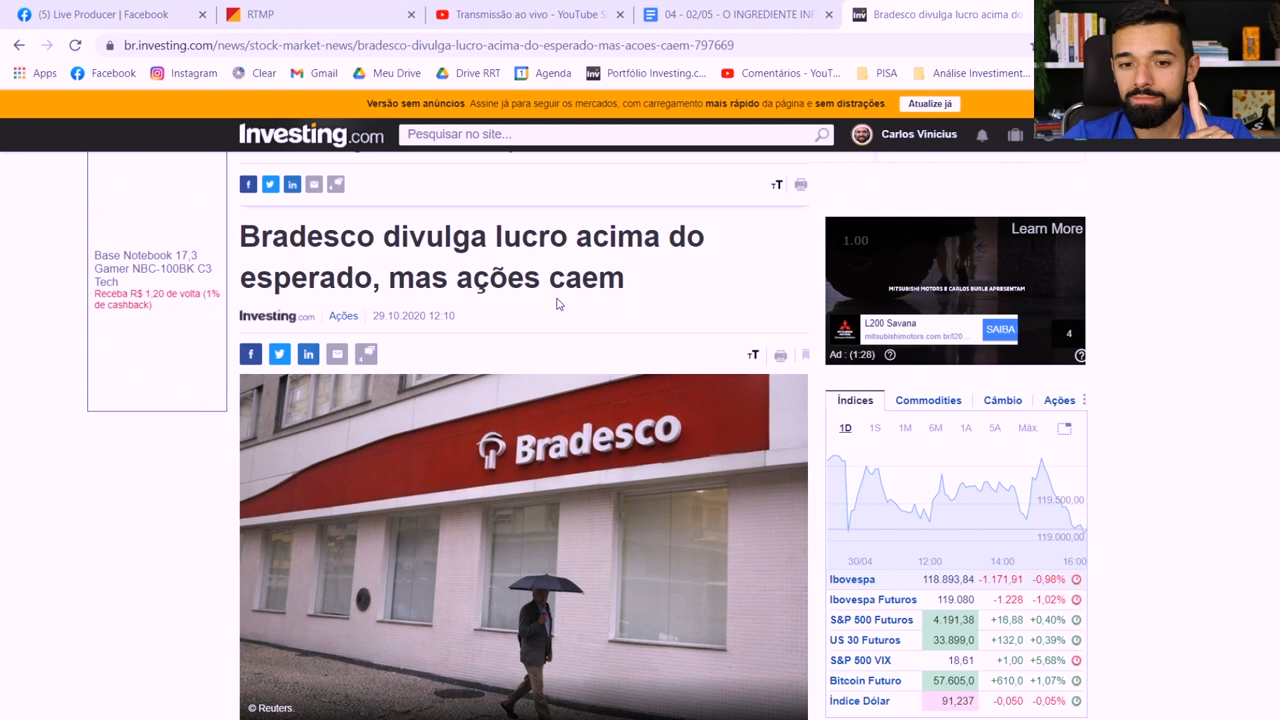 (5) Live Producer | Facebook
RTMP
Transmissão ao vivo - YouTube S
04 - 02/05 - O INGREDIENTE INF
Bradesco divulga lucro acima do
br.investing.com/news/stock-market-news/bradesco-divulga-lucro-acima-do-esperado-mas-acoes-caem-797669
Apps
Facebook
Instagram
Clear
Gmail
Meu Drive
Drive RRT
Agenda
Portfólio Investing.c...
Comentários - YouT...
PISA
Análise Investiment...
Versão sem anúncios. Assine já para seguir os mercados, com carregamento mais rápido da página e sem distrações.
Atualize já
Investing.com
Pesquisar no site...
Carlos Vinícius
Bradesco divulga lucro acima do
esperado, mas ações caem
Investing.com
Ações
29.10.2020 12:10
Base Notebook 17,3
Gamer NBC-100BK C3
Tech
Receba R$ 1,20 de volta (1%
de cashback)
Bradesco
© Reuters.
Learn More
1.00
MITSUBISHI MOTORS E CARLOS BURLE APRESENTAM
L200 Savana
mitsubishimotors.com.br/l20...
SAIBA
4
Ad : (1:28)
Índices
Commodities
Câmbio
Ações
1D
1S
1M
6M
1A
5A
Máx.
119.500,00
119.000,00
30/04
12:00
14:00
16:00
Ibovespa 118.893,84 -1.171,91 -0,98%
Ibovespa Futuros 119.080 -1.228 -1,02%
S&P 500 Futuros 4.191,38 +16,88 +0,40%
US 30 Futuros 33.899,0 +132,0 +0,39%
S&P 500 VIX 18,61 +1,00 +5,68%
Bitcoin Futuro 57.605,0 +610,0 +1,07%
Índice Dólar 91,237 -0,050 -0,05%